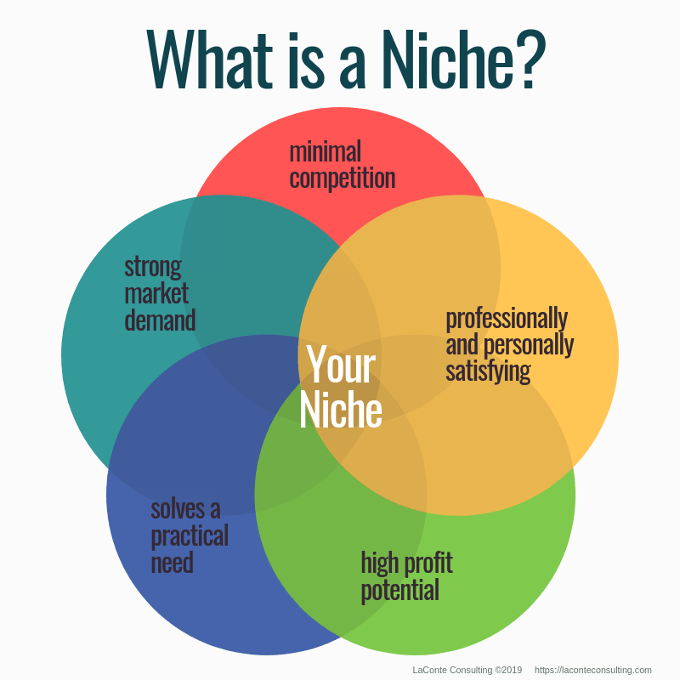 What is a Niche?
minimal
competition
strong
market
demand
professionally
and personally
satisfying
Your
Niche
solves a
practical
need
high profit
potential
LaConte Consulting ©2019 https://laconteconsulting.com